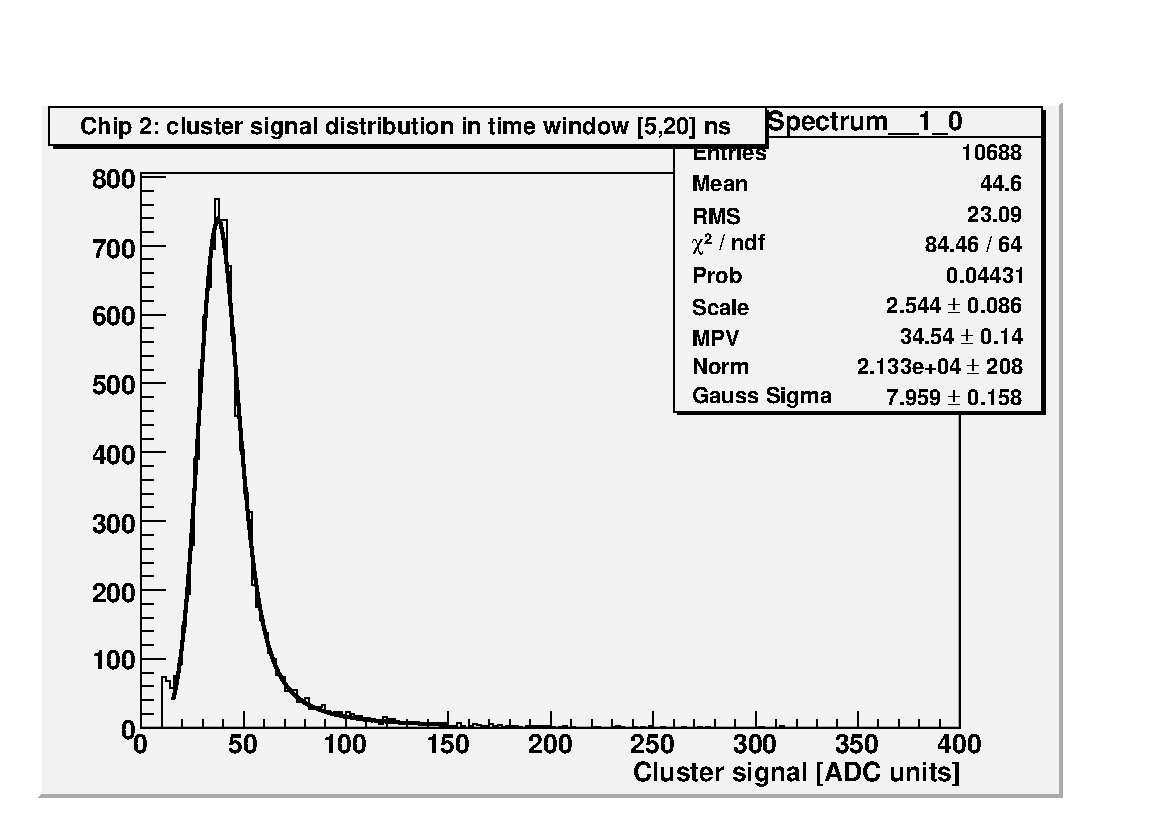 Chip 2: cluster signal distribution in time window [5,20] ns
Spectrum__1_0
Entries 10688
Mean 44.6
RMS 23.09
χ² / ndf 84.46 / 64
Prob 0.04431
Scale 2.544 ± 0.086
MPV 34.54 ± 0.14
Norm 2.133e+04 ± 208
Gauss Sigma 7.959 ± 0.158
800
700
600
500
400
300
200
100
0
0 50 100 150 200 250 300 350 400
Cluster signal [ADC units]